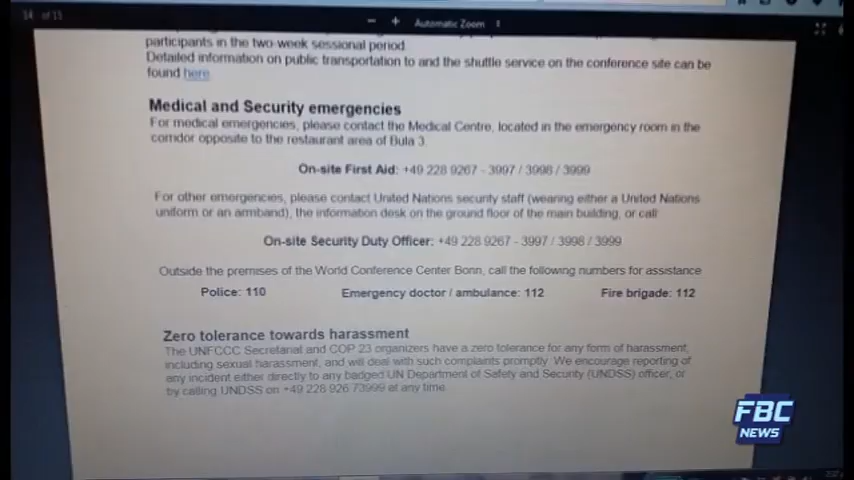 14 of 15
Automatic Zoom
participants in the two-week sessional period
Detailed information on public transportation to and the shuttle service on the conference site can be
found here
Medical and Security emergencies
For medical emergencies, please contact the Medical Centre, located in the emergency room in the
corridor opposite to the restaurant area of Bula 3.
On-site First Aid: +49 228 9267 - 3997 / 3998 / 3999
For other emergencies, please contact United Nations security staff (wearing either a United Nations
uniform or an armband), the information desk on the ground floor of the main building, or call
On-site Security Duty Officer: +49 228 9267 - 3997 / 3998 / 3999
Outside the premises of the World Conference Center Bonn, call the following numbers for assistance
Police: 110 Emergency doctor / ambulance: 112 Fire brigade: 112
Zero tolerance towards harassment
The UNFCCC Secretariat and COP 23 organizers have a zero tolerance for any form of harassment,
including sexual harassment, and will deal with such complaints promptly. We encourage reporting of
any incident either directly to any badged UN Department of Safety and Security (UNDSS) officer, or
by calling UNDSS on +49 228 926 73999 at any time
FBC
NEWS